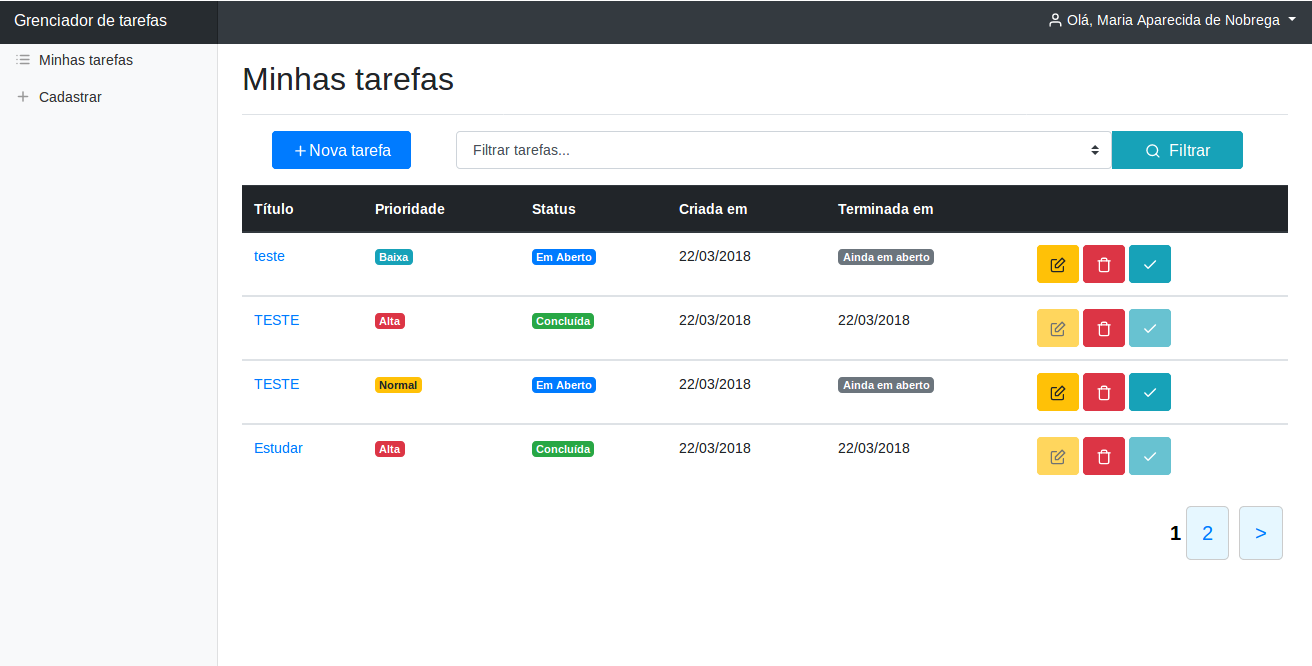 Grenciador de tarefas
Olá, Maria Aparecida de Nobrega
Minhas tarefas
Cadastrar
Minhas tarefas
+ Nova tarefa
Filtrar tarefas...
Filtrar
Título Prioridade Status Criada em Terminada em
teste Baixa Em Aberto 22/03/2018 Ainda em aberto
TESTE Alta Concluída 22/03/2018 22/03/2018
TESTE Normal Em Aberto 22/03/2018 Ainda em aberto
Estudar Alta Concluída 22/03/2018 22/03/2018
1 2 >